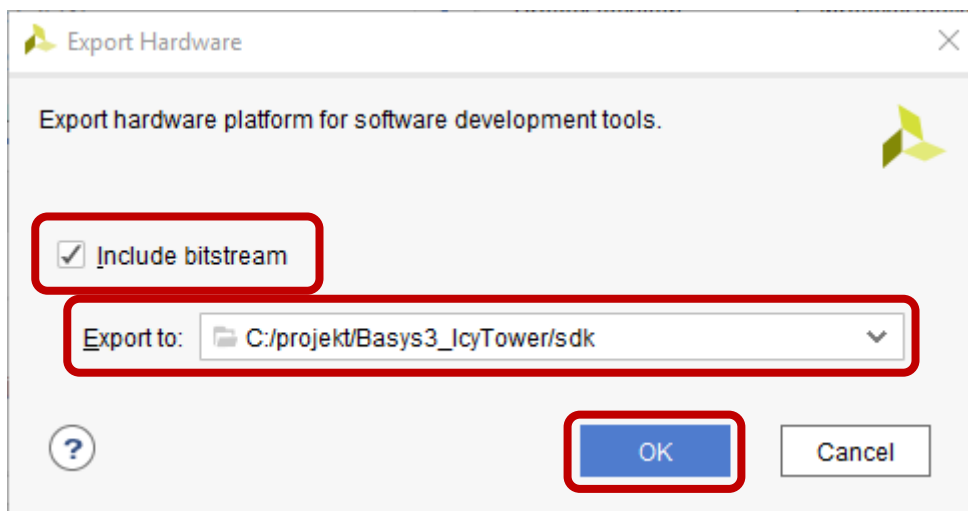 Export Hardware
Export hardware platform for software development tools.
Include bitstream
Export to: C:/projekt/Basys3_IcyTower/sdk
?
OK Cancel